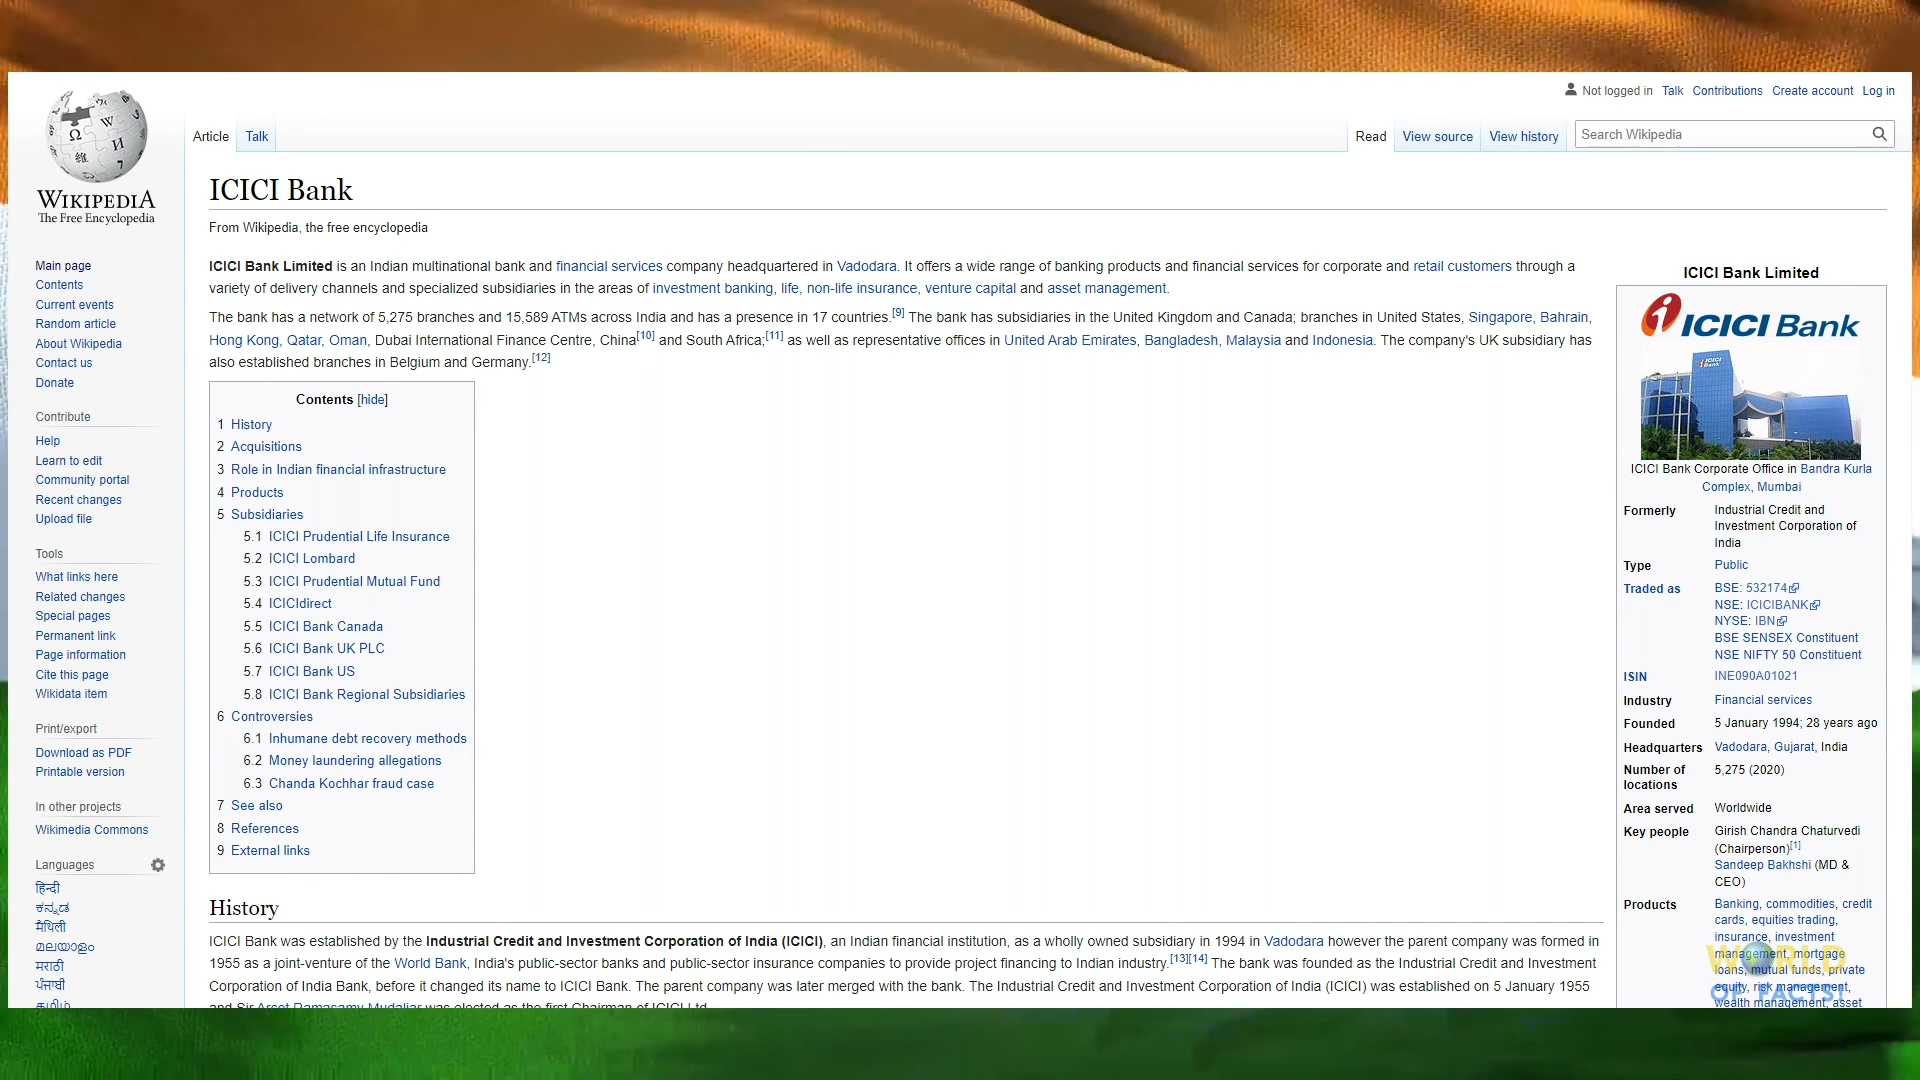 Not logged in Talk Contributions Create account Log in
Article Talk Read View source View history Search Wikipedia
WIKIPEDIA
The Free Encyclopedia
Main page
Contents
Current events
Random article
About Wikipedia
Contact us
Donate
Contribute
Help
Learn to edit
Community portal
Recent changes
Upload file
Tools
What links here
Related changes
Special pages
Permanent link
Page information
Cite this page
Wikidata item
Print/export
Download as PDF
Printable version
In other projects
Wikimedia Commons
Languages
हिन्दी
ಕನ್ನಡ
मैथिली
മലയാളം
मराठी
ਪੰਜਾਬੀ
தமிழ்
ICICI Bank
From Wikipedia, the free encyclopedia
ICICI Bank Limited is an Indian multinational bank and financial services company headquartered in Vadodara. It offers a wide range of banking products and financial services for corporate and retail customers through a
variety of delivery channels and specialized subsidiaries in the areas of investment banking, life, non-life insurance, venture capital and asset management.
The bank has a network of 5,275 branches and 15,589 ATMs across India and has a presence in 17 countries.[9] The bank has subsidiaries in the United Kingdom and Canada; branches in United States, Singapore, Bahrain,
Hong Kong, Qatar, Oman, Dubai International Finance Centre, China[10] and South Africa;[11] as well as representative offices in United Arab Emirates, Bangladesh, Malaysia and Indonesia. The company's UK subsidiary has
also established branches in Belgium and Germany.[12]
Contents [hide]
1 History
2 Acquisitions
3 Role in Indian financial infrastructure
4 Products
5 Subsidiaries
5.1 ICICI Prudential Life Insurance
5.2 ICICI Lombard
5.3 ICICI Prudential Mutual Fund
5.4 ICICIdirect
5.5 ICICI Bank Canada
5.6 ICICI Bank UK PLC
5.7 ICICI Bank US
5.8 ICICI Bank Regional Subsidiaries
6 Controversies
6.1 Inhumane debt recovery methods
6.2 Money laundering allegations
6.3 Chanda Kochhar fraud case
7 See also
8 References
9 External links
History
ICICI Bank was established by the Industrial Credit and Investment Corporation of India (ICICI), an Indian financial institution, as a wholly owned subsidiary in 1994 in Vadodara however the parent company was formed in
1955 as a joint-venture of the World Bank, India's public-sector banks and public-sector insurance companies to provide project financing to Indian industry.[13][14] The bank was founded as the Industrial Credit and Investment
Corporation of India Bank, before it changed its name to ICICI Bank. The parent company was later merged with the bank. The Industrial Credit and Investment Corporation of India (ICICI) was established on 5 January 1955
and Sir Arcot Ramasamy Mudaliar was elected as the first Chairman of ICICI Ltd.
ICICI Bank Limited
ICICI Bank
ICICI Bank
ICICI Bank Corporate Office in Bandra Kurla
Complex, Mumbai
Formerly Industrial Credit and
Investment Corporation of
India
Type Public
Traded as BSE: 532174
NSE: ICICIBANK
NYSE: IBN
BSE SENSEX Constituent
NSE NIFTY 50 Constituent
ISIN INE090A01021
Industry Financial services
Founded 5 January 1994; 28 years ago
Headquarters Vadodara, Gujarat, India
Number of locations 5,275 (2020)
Area served Worldwide
Key people Girish Chandra Chaturvedi
(Chairperson)[1]
Sandeep Bakhshi (MD &
CEO)
Products Banking, commodities, credit
cards, equities trading,
insurance, investment
management, mortgage
loans, mutual funds, private
equity, risk management,
wealth management, asset
WORLD
OF FACTS!